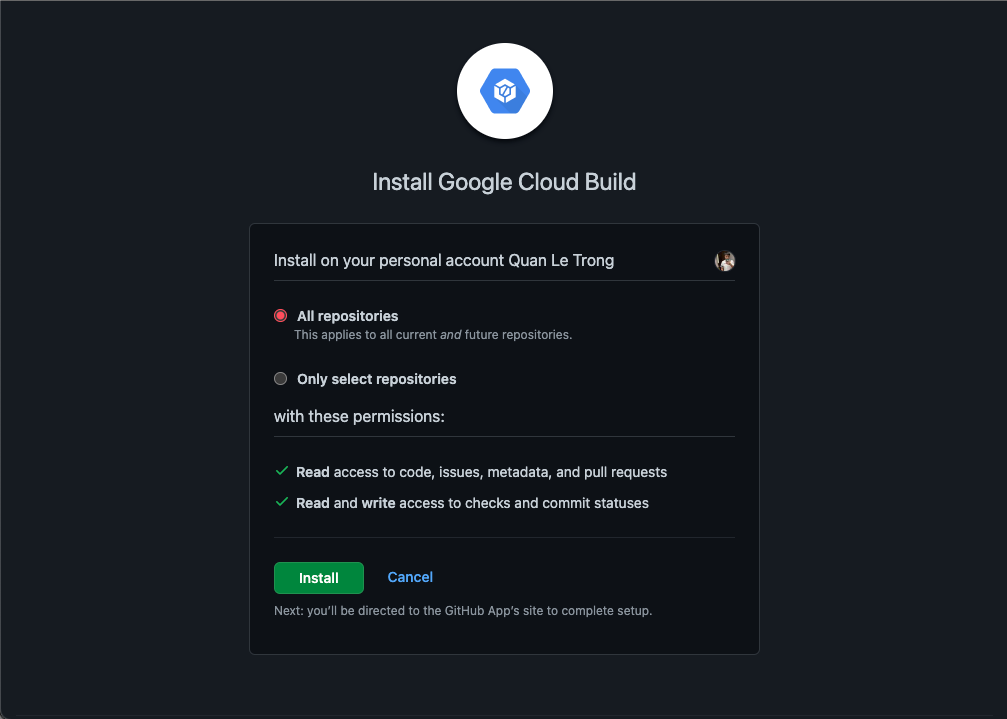 Install Google Cloud Build
Install on your personal account Quan Le Trong
All repositories
This applies to all current and future repositories.
Only select repositories
with these permissions:
Read access to code, issues, metadata, and pull requests
Read and write access to checks and commit statuses
Install Cancel
Next: you'll be directed to the GitHub App's site to complete setup.